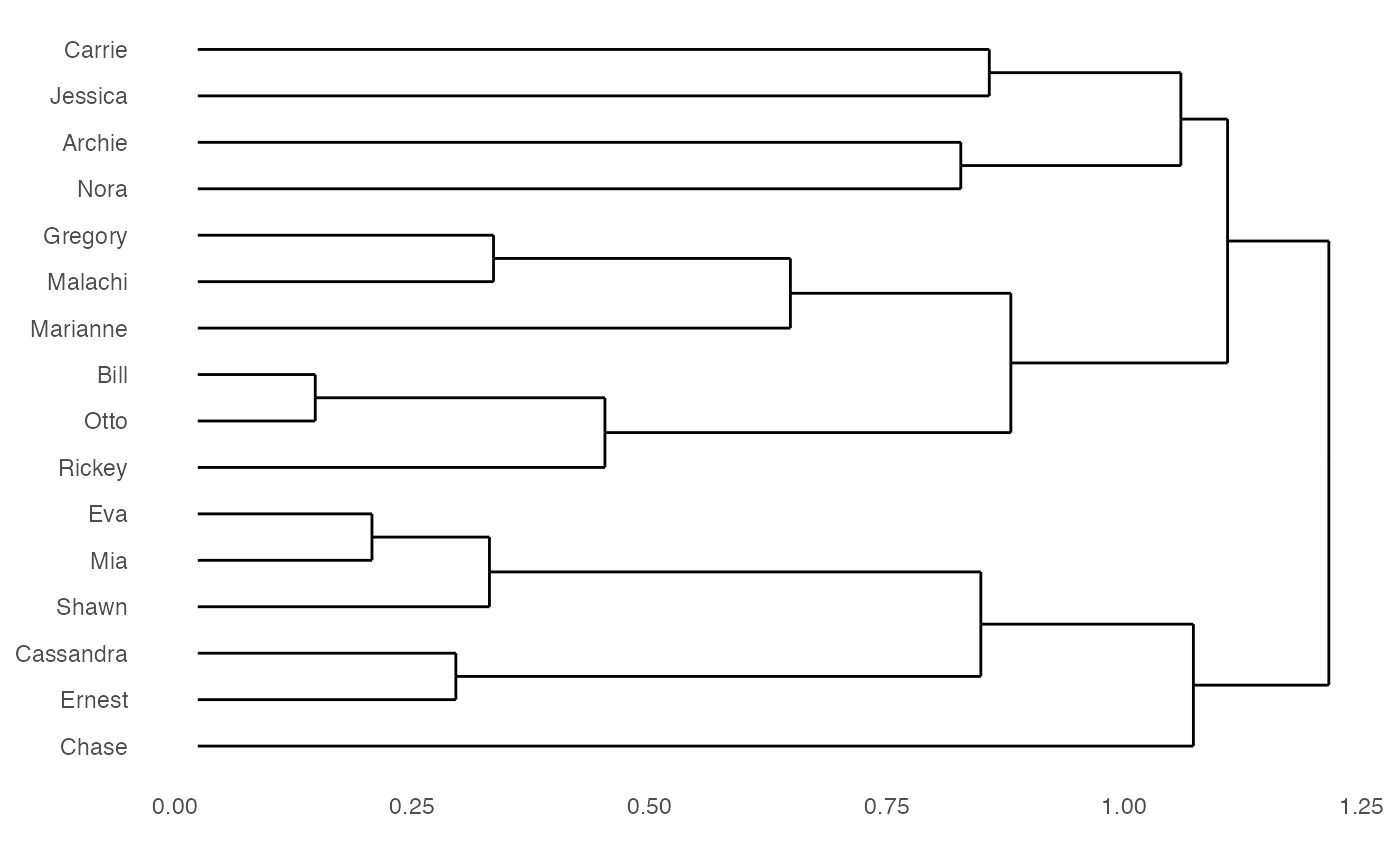 Carrie
Jessica
Archie
Nora
Gregory
Malachi
Marianne
Bill
Otto
Rickey
Eva
Mia
Shawn
Cassandra
Ernest
Chase
0.00 0.25 0.50 0.75 1.00 1.25